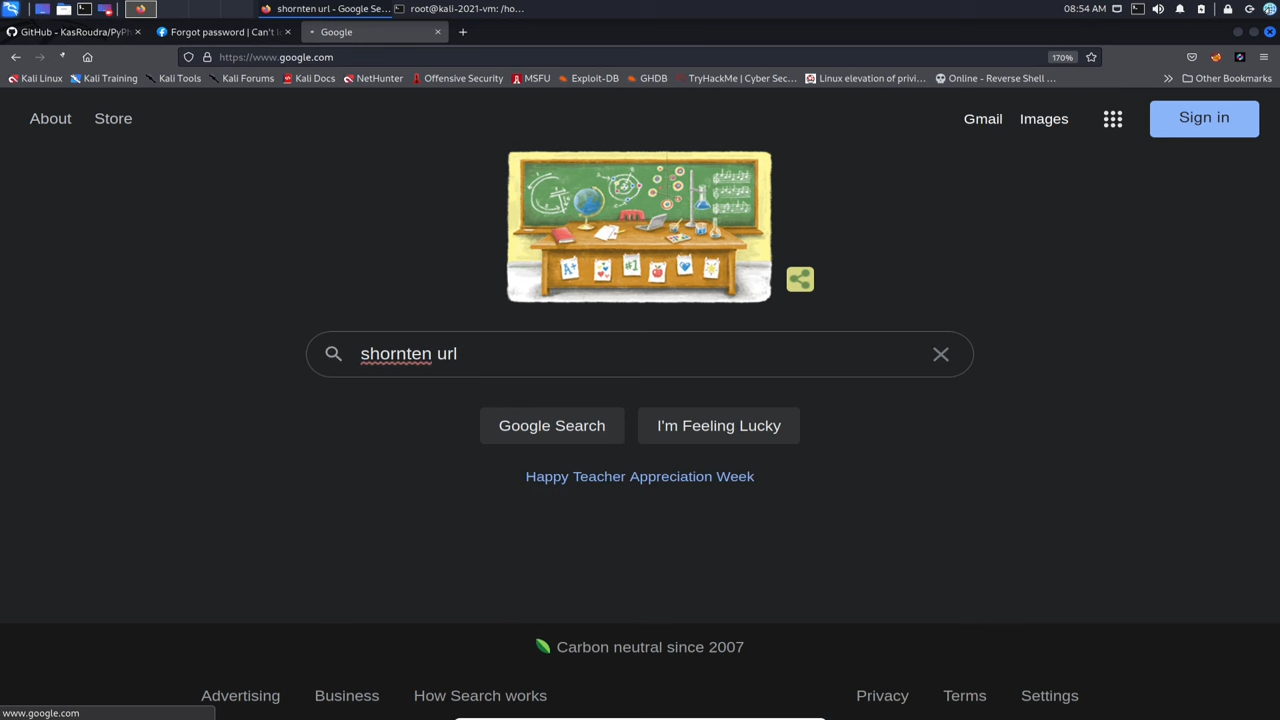 shornten url - Google Se... root@kali-2021-vm: /ho... 08:54 AM
GitHub - KasRoudra/PyPh Forgot password | Can't l Google
https://www.google.com 170%
Kali Linux Kali Training Kali Tools Kali Forums Kali Docs NetHunter Offensive Security MSFU Exploit-DB GHDB TryHackMe | Cyber Sec... Linux elevation of privi... Online - Reverse Shell ... Other Bookmarks
About Store Gmail Images Sign in
A+ #1
shornten url
Google Search I'm Feeling Lucky
Happy Teacher Appreciation Week
Carbon neutral since 2007
Advertising Business How Search works Privacy Terms Settings
www.google.com